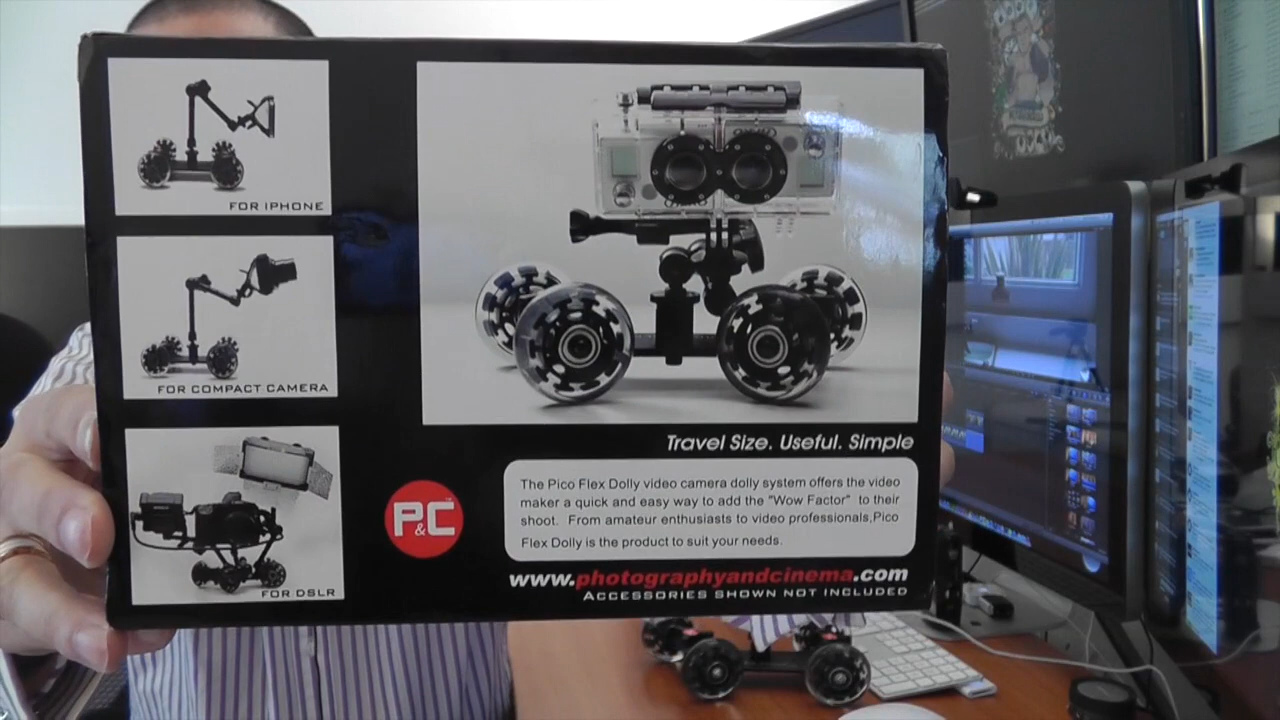 FOR IPHONE
FOR COMPACT CAMERA
FOR DSLR
Travel Size. Useful. Simple
The Pico Flex Dolly video camera dolly system offers the video
maker a quick and easy way to add the "Wow Factor" to their
shoot. From amateur enthusiasts to video professionals,Pico
Flex Dolly is the product to suit your needs.
P&C
www.photographyandcinema.com
ACCESSORIES SHOWN NOT INCLUDED